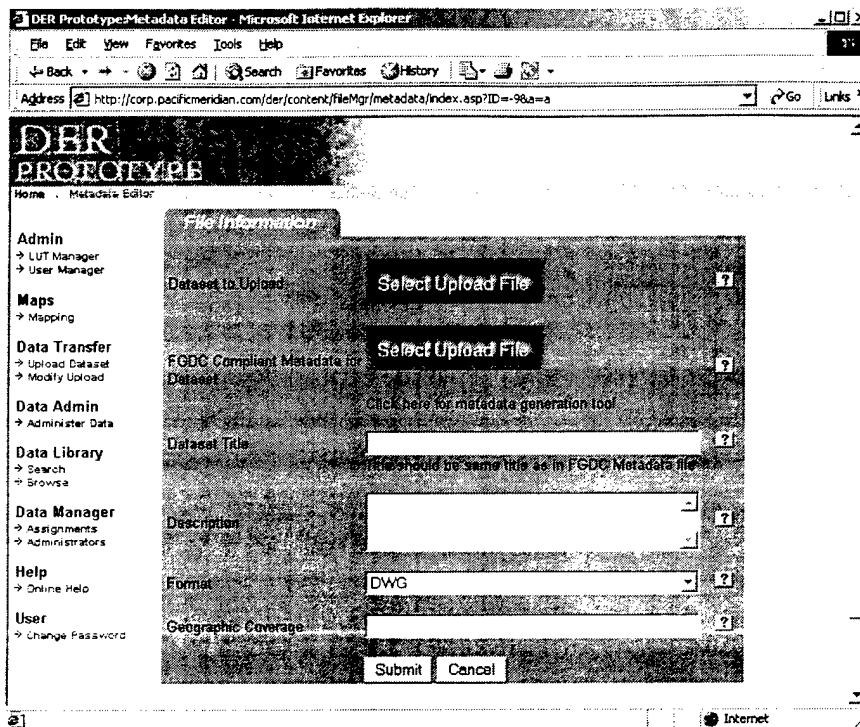 DER Prototype:Metadata Editor - Microsoft Internet Explorer
File Edit View Favorites Tools Help
Back Search Favorites History
Address http://corp.pacificmeridian.com/der/content/fileMgr/metadata/index.asp?ID=-9&a=a Go Links
DER
PROTOTYPE
Home Metadata Editor
File Information
Admin
→ LUT Manager
→ User Manager
Maps
→ Mapping
Data Transfer
→ Upload Dataset
→ Modify Upload
Data Admin
→ Administer Data
Data Library
→ Search
→ Browse
Data Manager
→ Assignments
→ Administrators
Help
→ Online Help
User
→ Change Password
Dataset to Upload Select Upload File ?
FGDC Compliant Metadata for
Dataset Select Upload File ?
Click here for metadata generation tool
Dataset Title ?
Title should be same title as in FGDC Metadata file
Description ?
Format DWG ?
Geographic Coverage ?
Submit Cancel
Internet